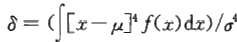 δ = (∫[x−μ]⁴ f(x)dx)/σ⁴